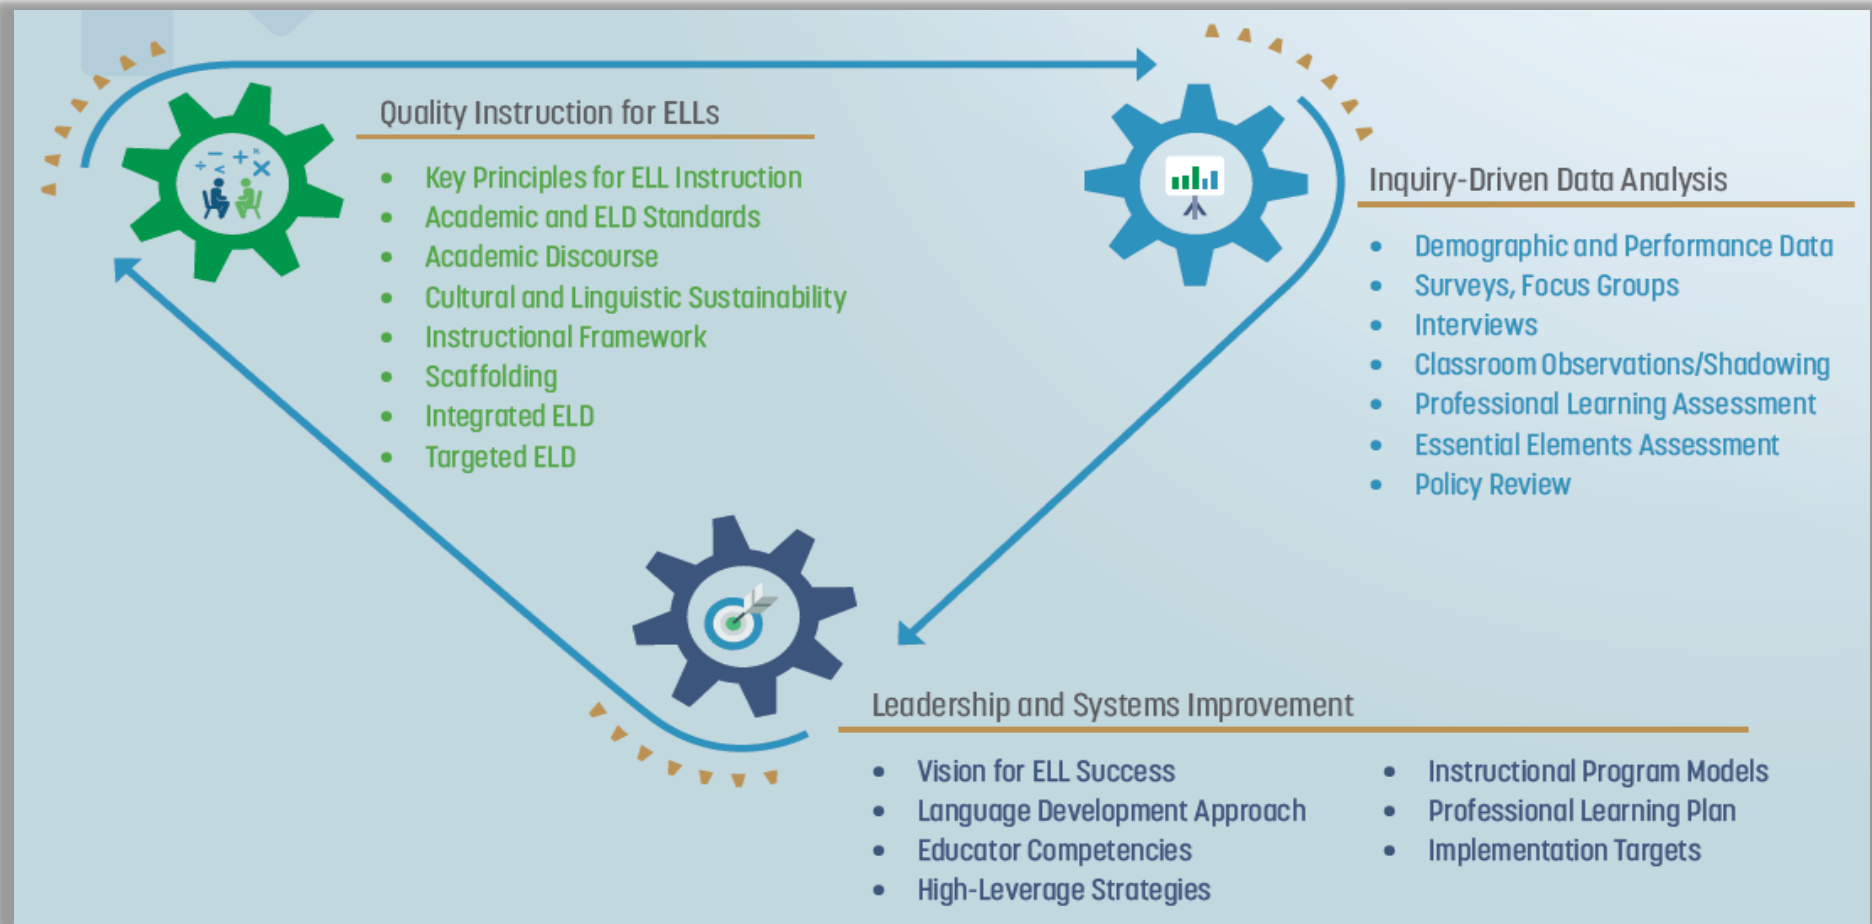 Quality Instruction for ELLs
• Key Principles for ELL Instruction
• Academic and ELD Standards
• Academic Discourse
• Cultural and Linguistic Sustainability
• Instructional Framework
• Scaffolding
• Integrated ELD
• Targeted ELD
Inquiry-Driven Data Analysis
• Demographic and Performance Data
• Surveys, Focus Groups
• Interviews
• Classroom Observations/Shadowing
• Professional Learning Assessment
• Essential Elements Assessment
• Policy Review
Leadership and Systems Improvement
• Vision for ELL Success
• Language Development Approach
• Educator Competencies
• High-Leverage Strategies
• Instructional Program Models
• Professional Learning Plan
• Implementation Targets